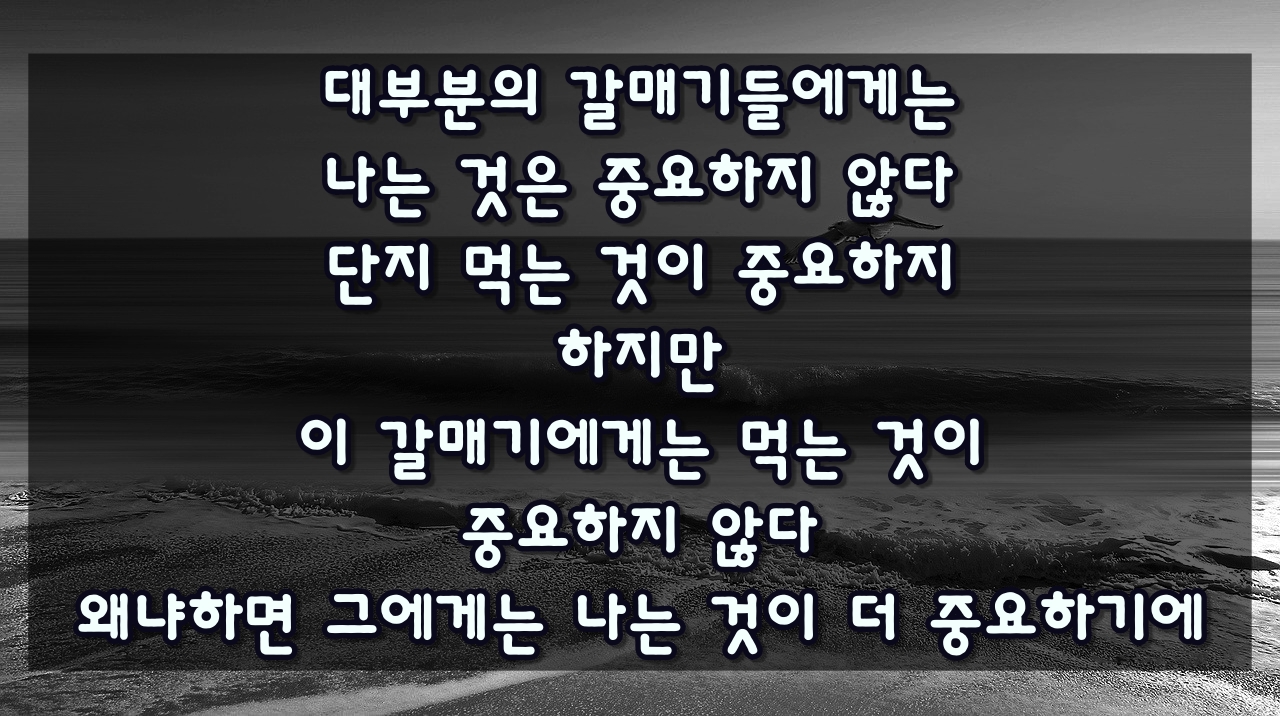 대부분의 갈매기들에게는
나는 것은 중요하지 않다
단지 먹는 것이 중요하지
하지만
이 갈매기에게는 먹는 것이
중요하지 않다
왜냐하면 그에게는 나는 것이 더 중요하기에